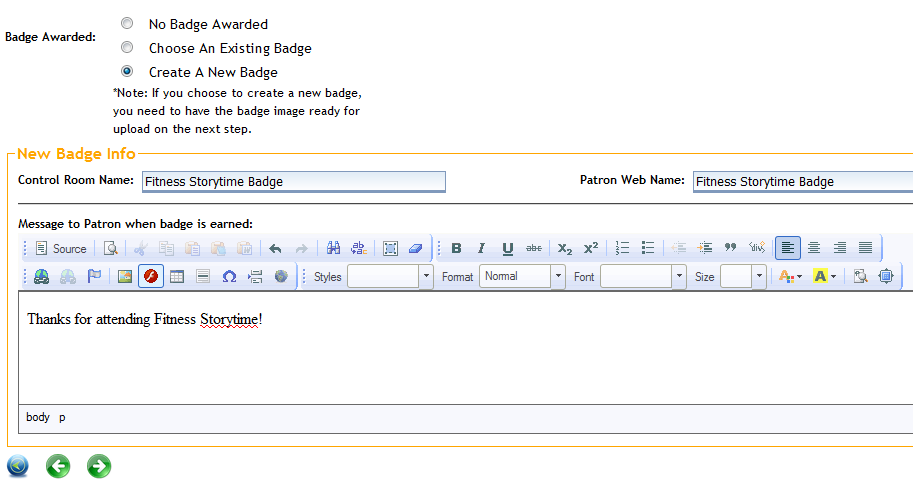 No Badge Awarded
Badge Awarded:
Choose An Existing Badge
Create A New Badge
*Note: If you choose to create a new badge,
you need to have the badge image ready for
upload on the next step.
New Badge Info
Control Room Name: Fitness Storytime Badge Patron Web Name: Fitness Storytime Badge
Message to Patron when badge is earned:
Source B I U abc X₂ X²
Styles Format Normal Font Size A A
Thanks for attending Fitness Storytime!
body p